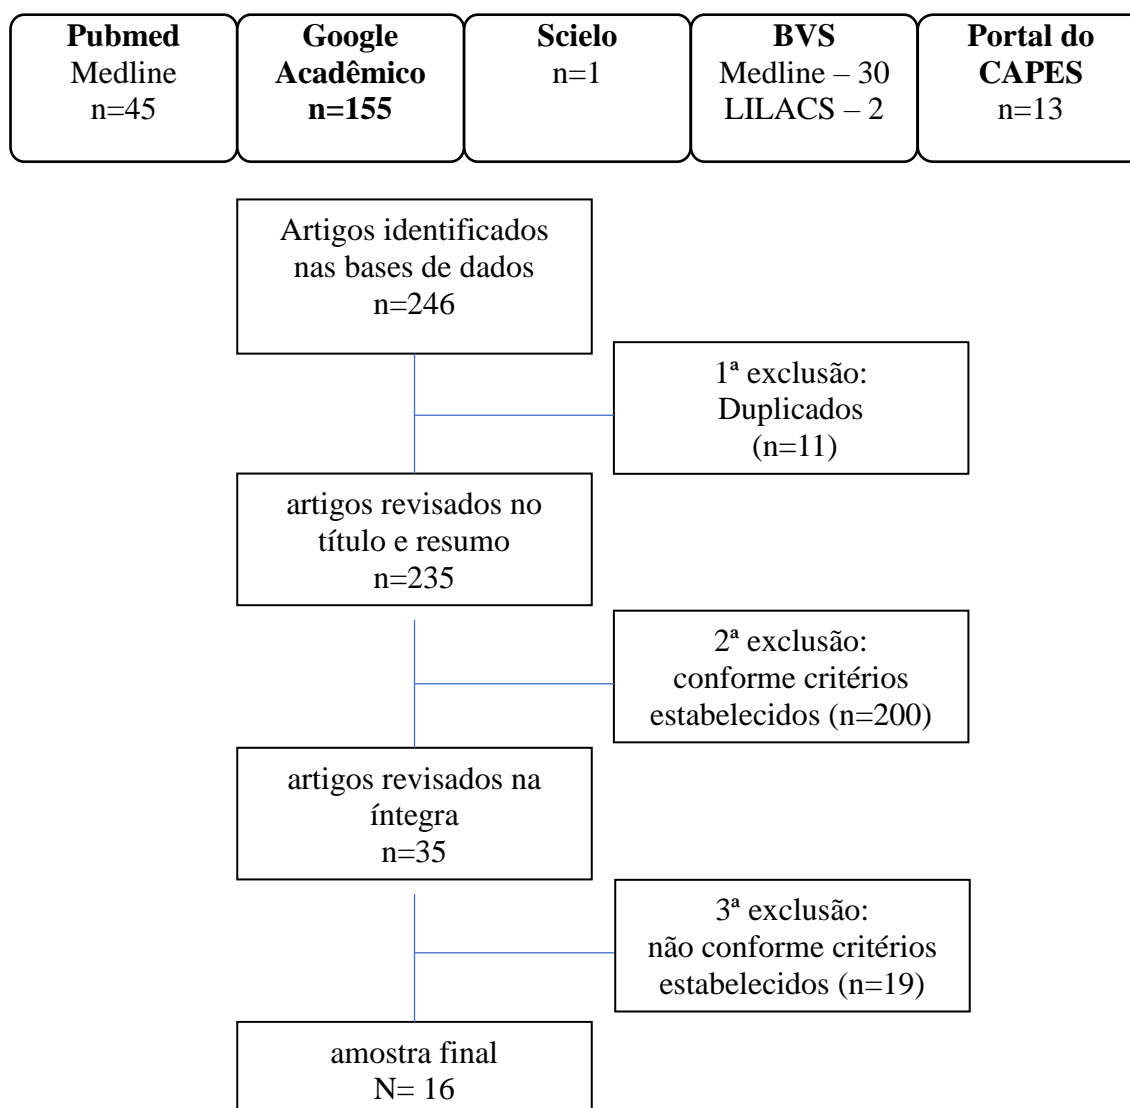 Pubmed
Medline
n=45
Google
Acadêmico
n=155
Scielo
n=1
BVS
Medline – 30
LILACS – 2
Portal do
CAPES
n=13
Artigos identificados
nas bases de dados
n=246
1ª exclusão:
Duplicados
(n=11)
artigos revisados no
título e resumo
n=235
2ª exclusão:
conforme critérios
estabelecidos (n=200)
artigos revisados na
íntegra
n=35
3ª exclusão:
não conforme critérios
estabelecidos (n=19)
amostra final
N= 16